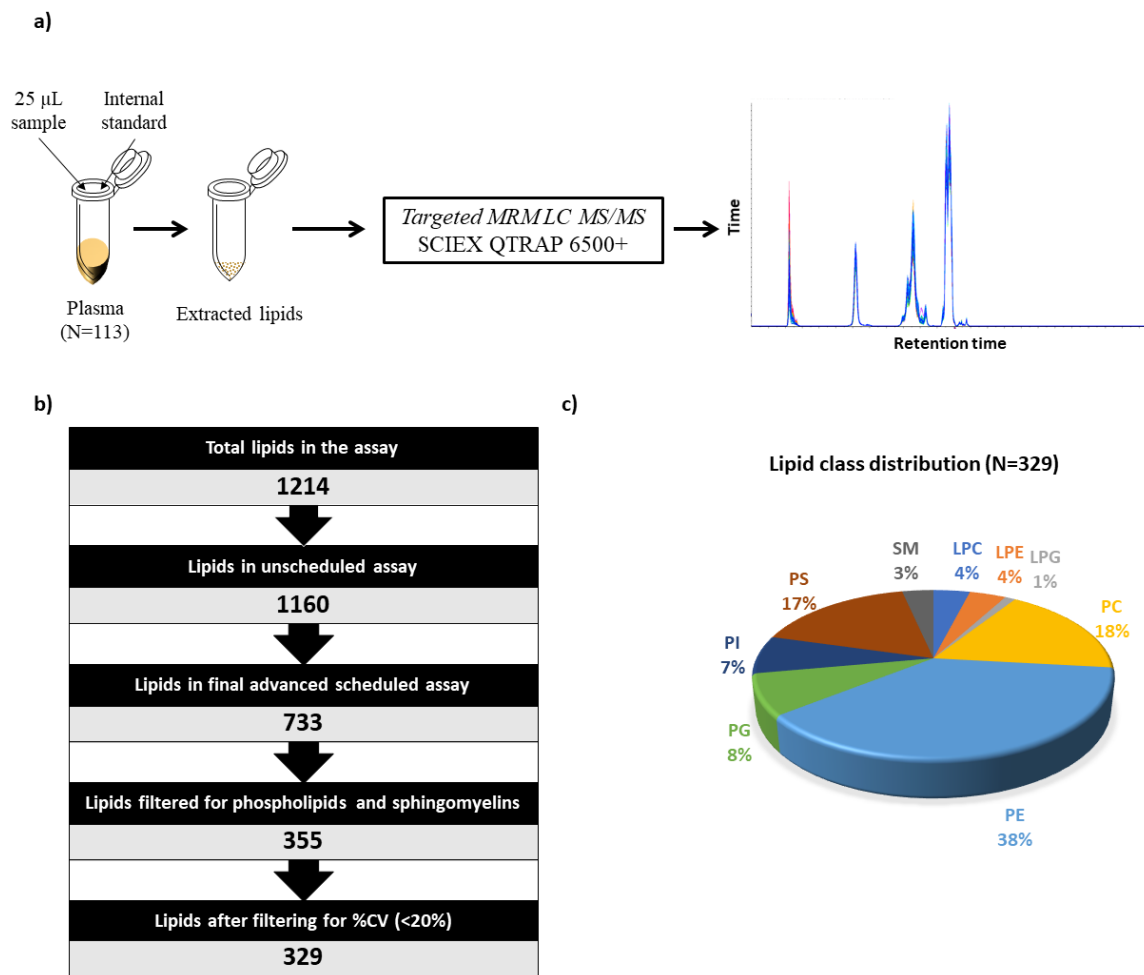 a)
25 µL
sample
Internal
standard
Plasma
(N=113)
Extracted lipids
Targeted MRM LC MS/MS
SCIEX QTRAP 6500+
Time
Retention time
b)
Total lipids in the assay
1214
Lipids in unscheduled assay
1160
Lipids in final advanced scheduled assay
733
Lipids filtered for phospholipids and sphingomyelins
355
Lipids after filtering for %CV (<20%)
329
c)
Lipid class distribution (N=329)
SM
3%
LPC
4%
LPE
4%
LPG
1%
PC
18%
PS
17%
PI
7%
PG
8%
PE
38%